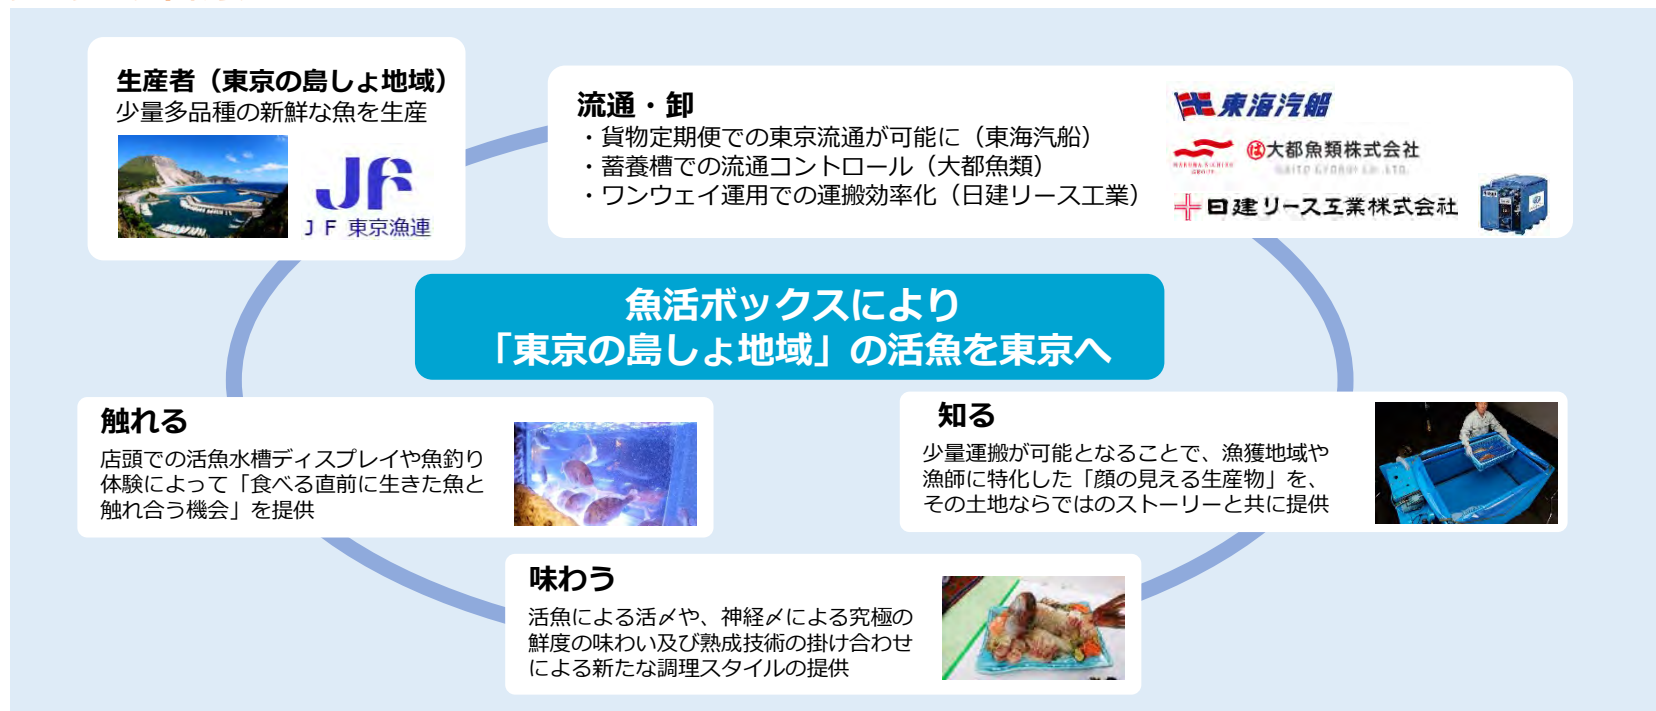 生産者（東京の島しょ地域）
少量多品種の新鮮な魚を生産
JF
ＪＦ 東京漁連
流通・卸
・貨物定期便での東京流通が可能に（東海汽船）
・蓄養槽での流通コントロール（大都魚類）
・ワンウェイ運用での運搬効率化（日建リース工業）
東海汽船
MARUHA NICHIRO
GROUP
は大都魚類株式会社
DAITO GYORUI CO.,LTD.
日建リース工業株式会社
魚活ボックスにより
「東京の島しょ地域」の活魚を東京へ
触れる
店頭での活魚水槽ディスプレイや魚釣り
体験によって「食べる直前に生きた魚と
触れ合う機会」を提供
知る
少量運搬が可能となることで、漁獲地域や
漁師に特化した「顔の見える生産物」を、
その土地ならではのストーリーと共に提供
味わう
活魚による活〆や、神経〆による究極の
鮮度の味わい及び熟成技術の掛け合わせ
による新たな調理スタイルの提供